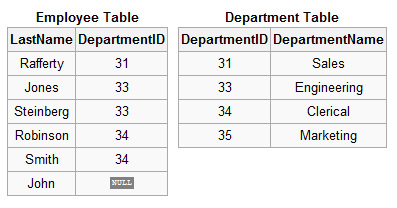 Employee Table
LastName DepartmentID
Rafferty 31
Jones 33
Steinberg 33
Robinson 34
Smith 34
John NULL
Department Table
DepartmentID DepartmentName
31 Sales
33 Engineering
34 Clerical
35 Marketing